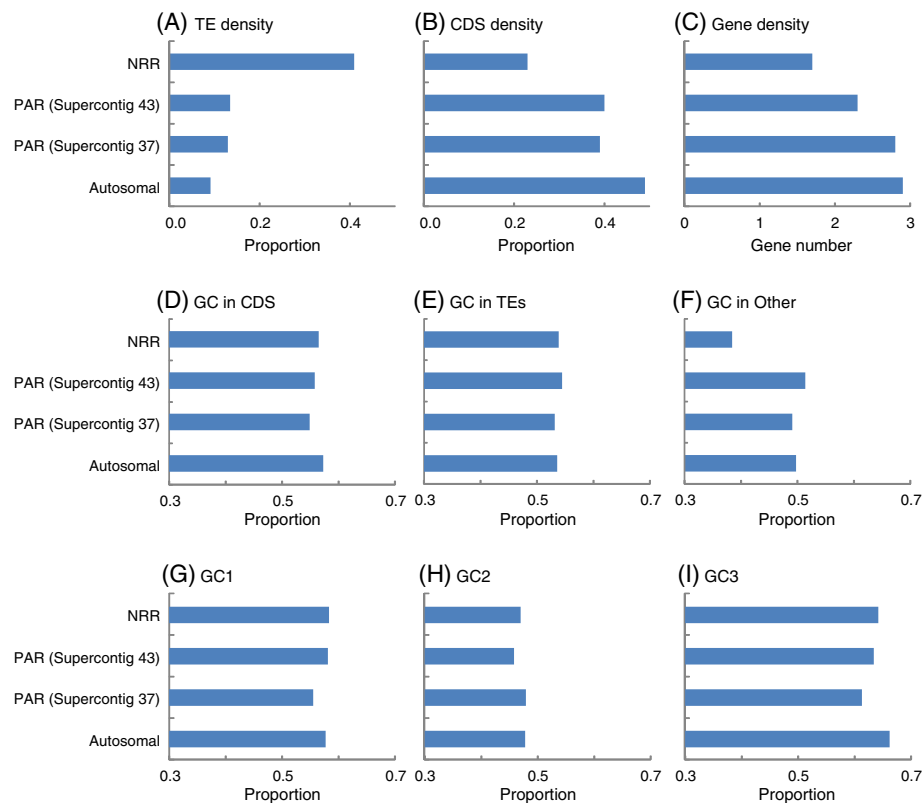 (A) TE density
(B) CDS density
(C) Gene density
NRR
PAR (Supercontig 43)
PAR (Supercontig 37)
Autosomal
0.0 0.2 0.4
Proportion
0.0 0.2 0.4
Proportion
0 1 2 3
Gene number
(D) GC in CDS
(E) GC in TEs
(F) GC in Other
NRR
PAR (Supercontig 43)
PAR (Supercontig 37)
Autosomal
0.3 0.5 0.7
Proportion
0.3 0.5 0.7
Proportion
0.3 0.5 0.7
Proportion
(G) GC1
(H) GC2
(I) GC3
NRR
PAR (Supercontig 43)
PAR (Supercontig 37)
Autosomal
0.3 0.5 0.7
Proportion
0.3 0.5 0.7
Proportion
0.3 0.5 0.7
Proportion